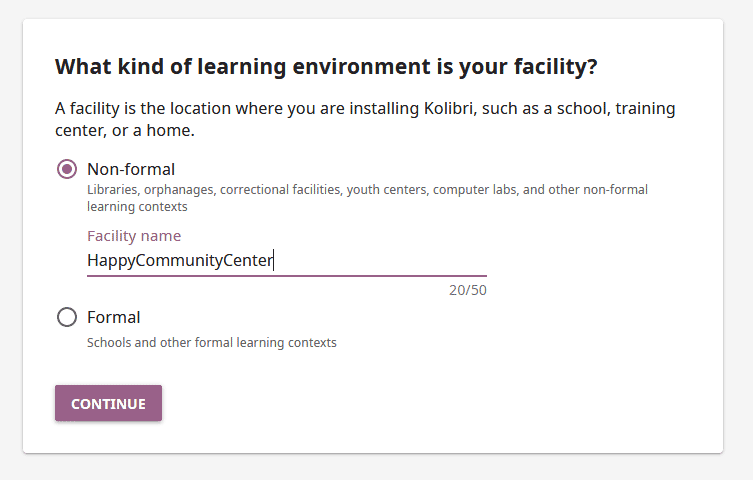 What kind of learning environment is your facility?
A facility is the location where you are installing Kolibri, such as a school, training
center, or a home.
Non-formal
Libraries, orphanages, correctional facilities, youth centers, computer labs, and other non-formal
learning contexts
Facility name
HappyCommunityCenter
20/50
Formal
Schools and other formal learning contexts
CONTINUE